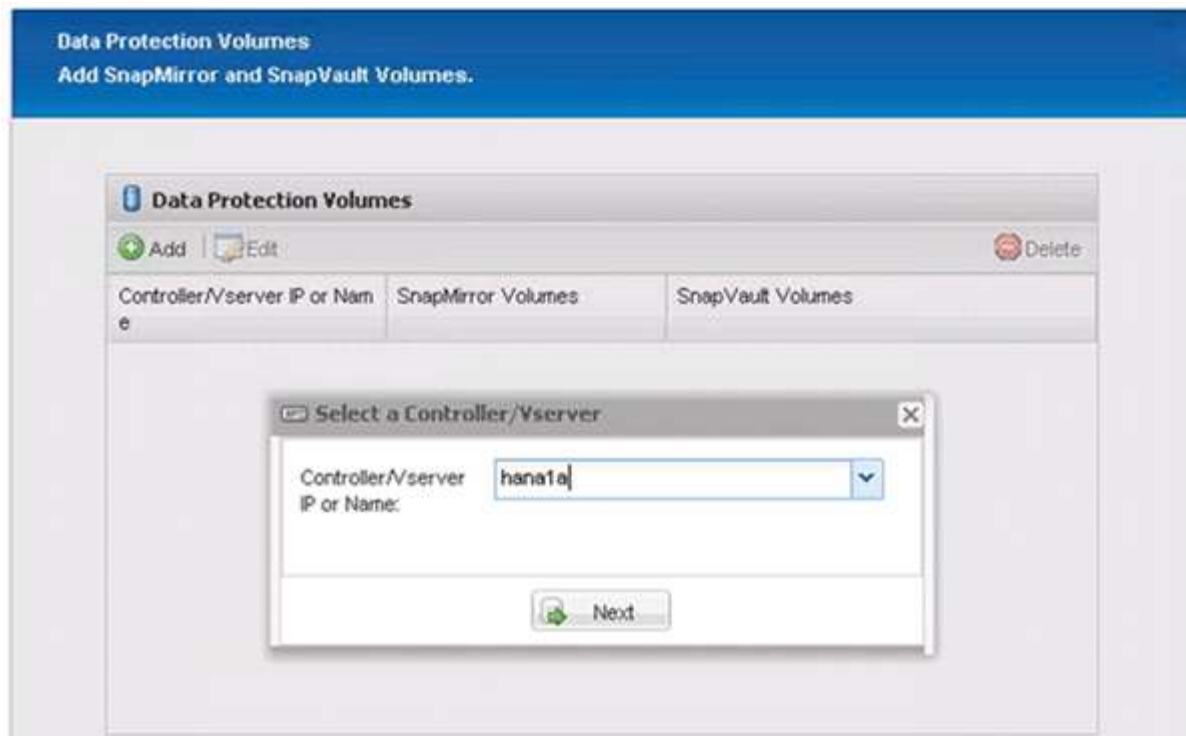 Data Protection Volumes
Add SnapMirror and SnapVault Volumes.
Data Protection Volumes
Add Edit Delete
Controller/Vserver IP or Nam SnapMirror Volumes SnapVault Volumes
e
Select a Controller/Vserver
Controller/Vserver hana1a
IP or Name:
Next